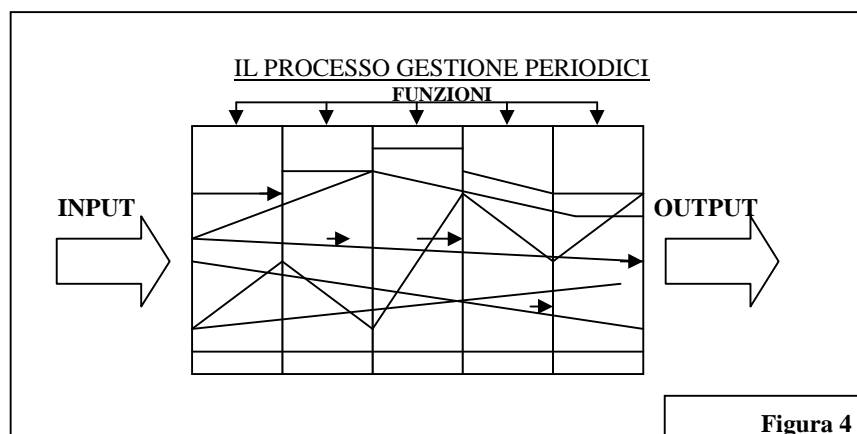 IL PROCESSO GESTIONE PERIODICI
FUNZIONI
INPUT
OUTPUT
Figura 4